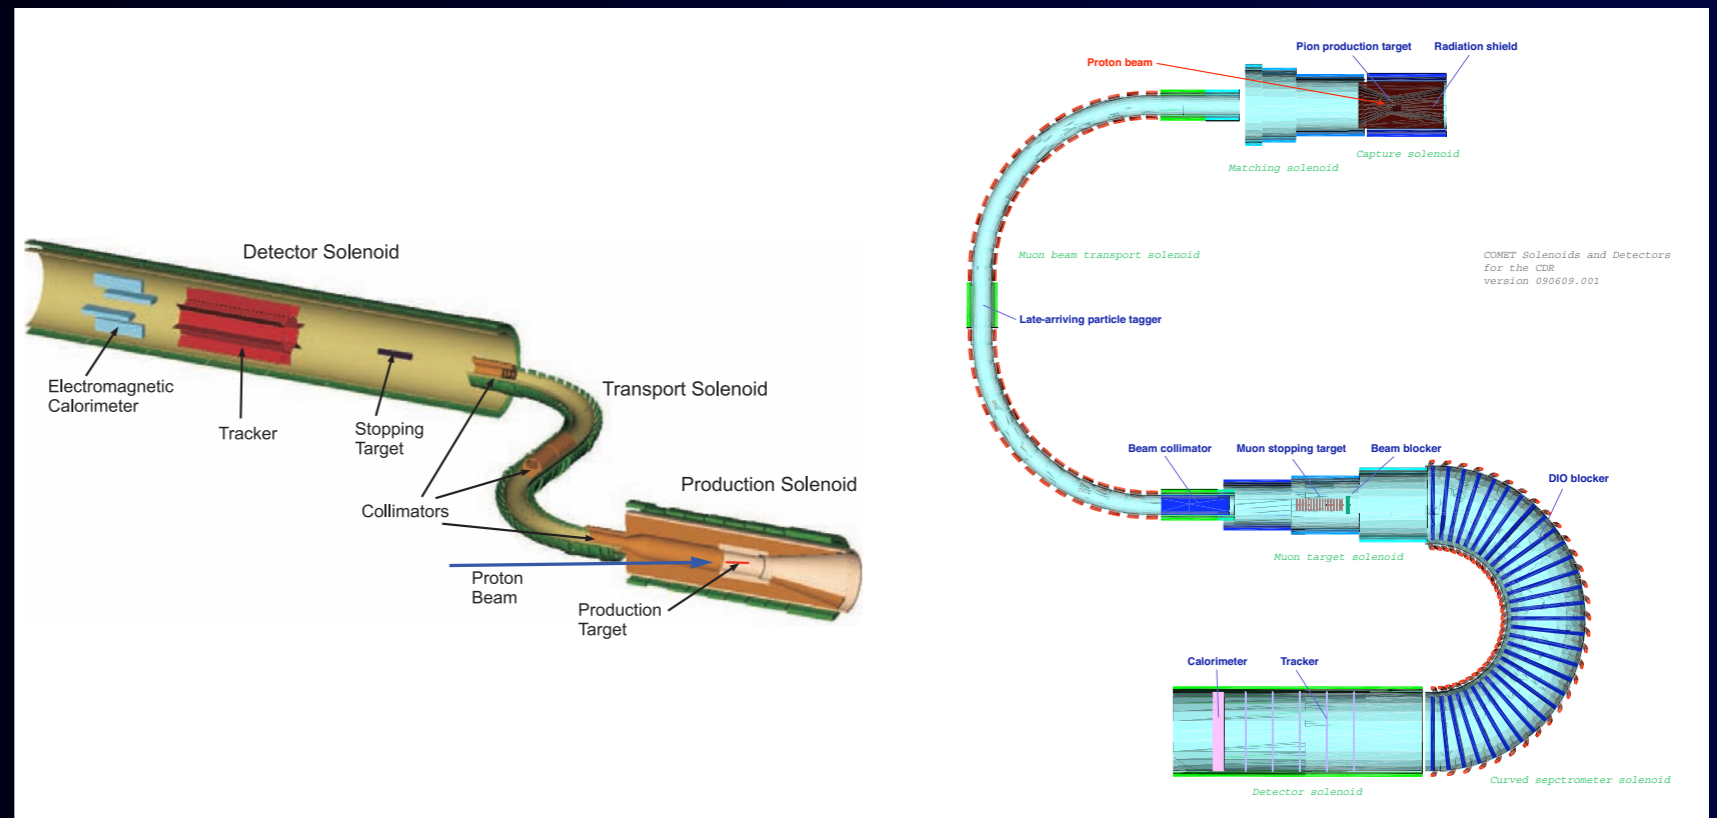 Detector Solenoid
Electromagnetic
Calorimeter
Tracker
Stopping
Target
Transport Solenoid
Collimators
Production Solenoid
Proton
Beam
Production
Target
Pion production target
Radiation shield
Proton beam
Capture solenoid
Matching solenoid
Muon beam transport solenoid
COMET Solenoids and Detectors
for the CDR
version 090609.001
Late-arriving particle tagger
Beam collimator
Muon stopping target
Beam blocker
DIO blocker
Muon target solenoid
Calorimeter
Tracker
Curved sepctrometer solenoid
Detector solenoid